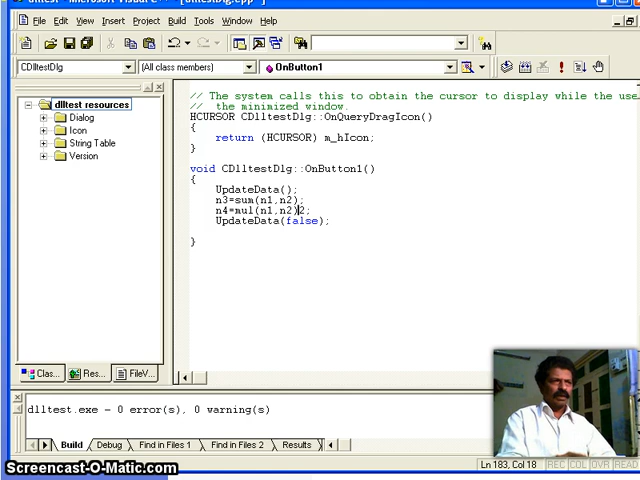 dlltest - Microsoft Visual C++ - [dlltestDlg.cpp *]
File Edit View Insert Project Build Tools Window Help
CDlltestDlg (All class members) OnButton1
dlltest resources
Dialog
Icon
String Table
Version
// The system calls this to obtain the cursor to display while the use
// the minimized window.
HCURSOR CDlltestDlg::OnQueryDragIcon()
{
return (HCURSOR) m_hIcon;
}
void CDlltestDlg::OnButton1()
{
UpdateData();
n3=sum(n1,n2);
n4=mul(n1,n2)2;
UpdateData(false);
}
Clas... Res... FileV...
dlltest.exe - 0 error(s), 0 warning(s)
Build Debug Find in Files 1 Find in Files 2 Results
Ln 183, Col 18 REC COL OVR READ
Screencast-O-Matic.com